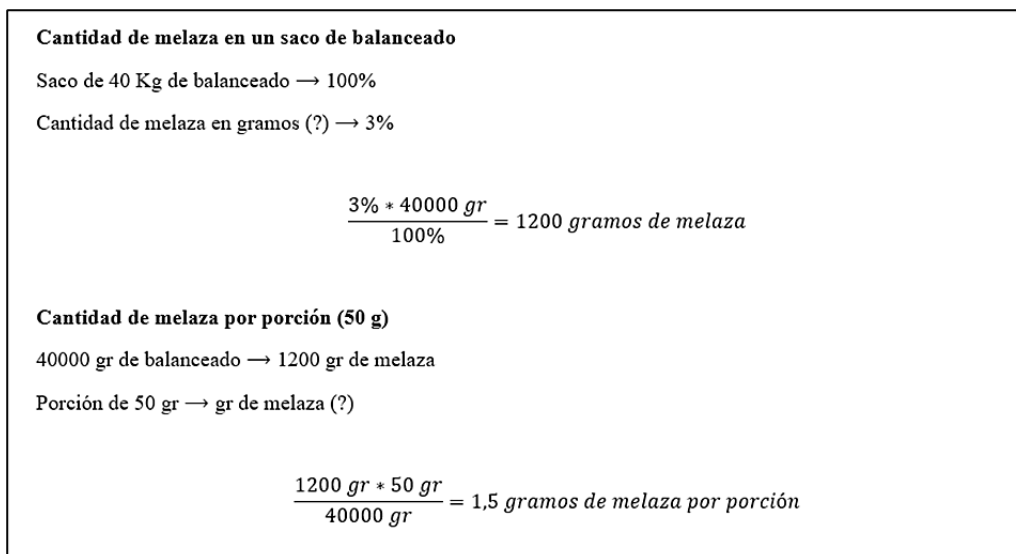 Cantidad de melaza en un saco de balanceado
Saco de 40 Kg de balanceado → 100%
Cantidad de melaza en gramos (?) → 3%
3% * 40000 gr
100%
= 1200 gramos de melaza
Cantidad de melaza por porción (50 g)
40000 gr de balanceado → 1200 gr de melaza
Porción de 50 gr → gr de melaza (?)
1200 gr * 50 gr
40000 gr
= 1,5 gramos de melaza por porción